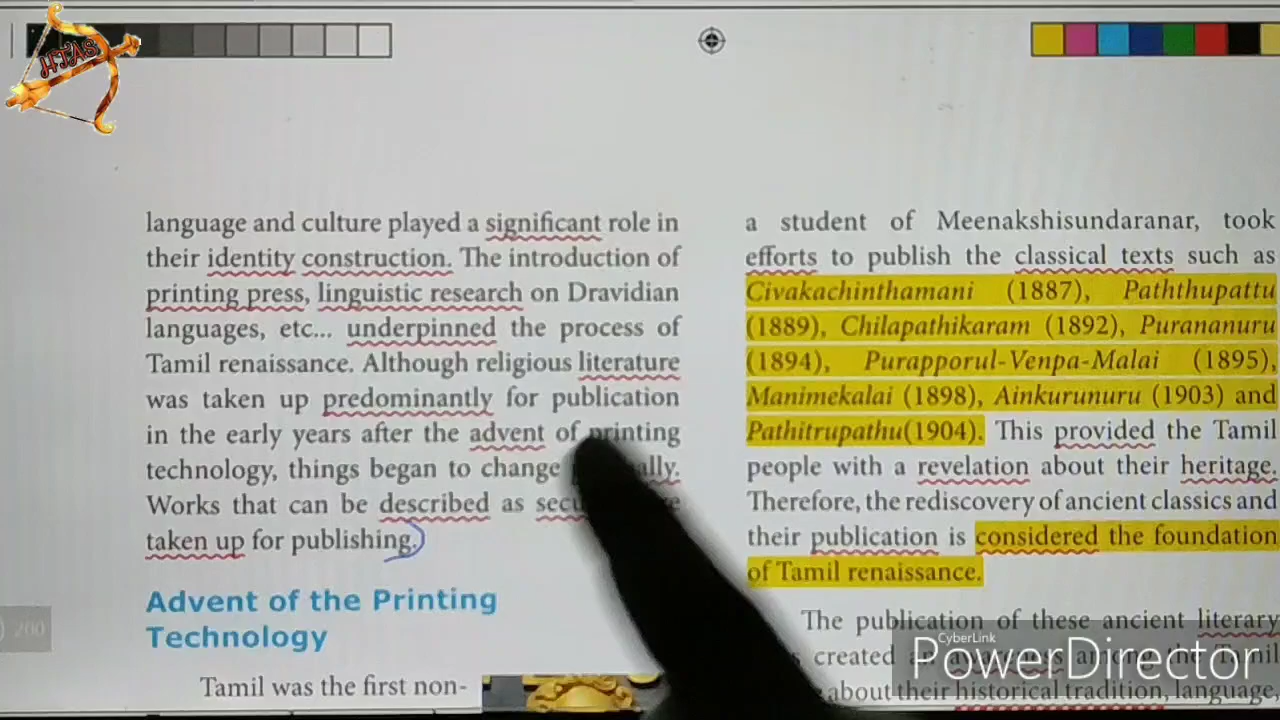 HTAS
language and culture played a significant role in
their identity construction. The introduction of
printing press, linguistic research on Dravidian
languages, etc... underpinned the process of
Tamil renaissance. Although religious literature
was taken up predominantly for publication
in the early years after the advent of printing
technology, things began to change
Works that can be described as
taken up for publishing.
Advent of the Printing
Technology
Tamil was the first non-
200
a student of Meenakshisundaranar, took
efforts to publish the classical texts such as
Civakachinthamani (1887), Paththupattu
(1889), Chilapathikaram (1892), Purananuru
(1894), Purapporul-Venpa-Malai (1895),
Manimekalai (1898), Ainkurunuru (1903) and
Pathitrupathu(1904). This provided the Tamil
people with a revelation about their heritage.
Therefore, the rediscovery of ancient classics and
their publication is considered the foundation
of Tamil renaissance.
The publication of these ancient literary
created an awareness among the Tamil
about their historical tradition, language,
CyberLink
PowerDirector